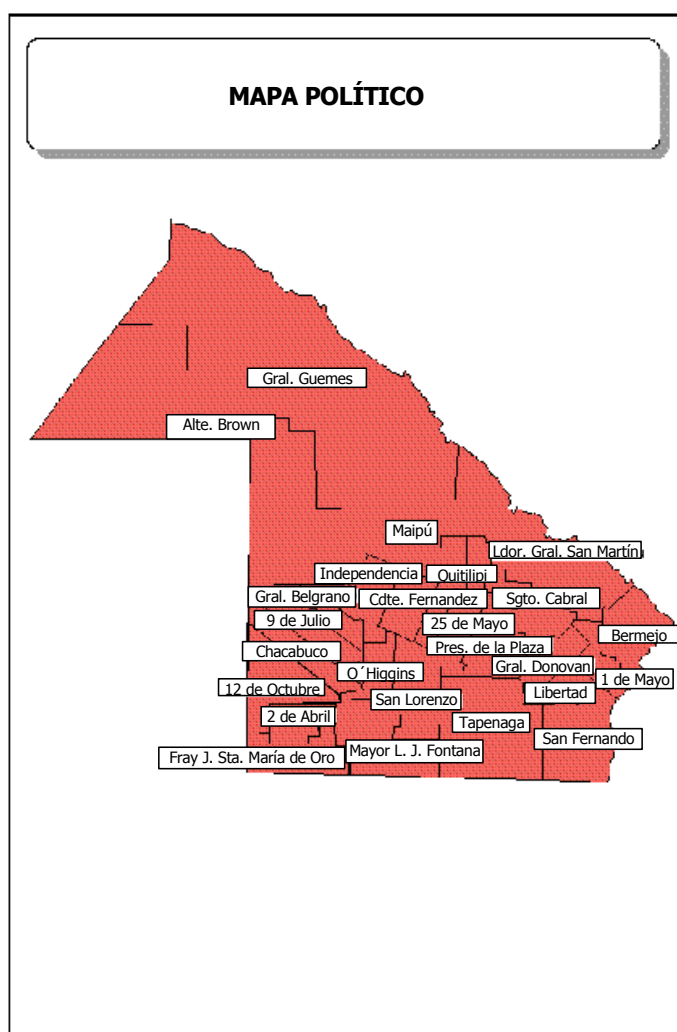 MAPA POLÍTICO
Gral. Guemes
Alte. Brown
Maipú
Ldor. Gral. San Martín
Independencia
Quitilipi
Gral. Belgrano
Cdte. Fernandez
Sgto. Cabral
9 de Julio
25 de Mayo
Bermejo
Pres. de la Plaza
Chacabuco
Gral. Donovan
O´Higgins
1 de Mayo
12 de Octubre
San Lorenzo
Libertad
2 de Abril
Tapenaga
San Fernando
Fray J. Sta. María de Oro
Mayor L. J. Fontana